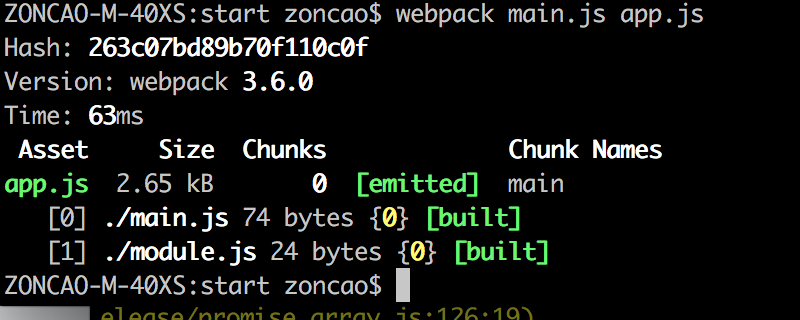 ZONCAO-M-40XS:start zoncao$ webpack main.js app.js
Hash: 263c07bd89b70f110c0f
Version: webpack 3.6.0
Time: 63ms
Asset Size Chunks Chunk Names
app.js 2.65 kB 0 [emitted] main
[0] ./main.js 74 bytes {0} [built]
[1] ./module.js 24 bytes {0} [built]
ZONCAO-M-40XS:start zoncao$
elease/promise_array.js:126:19)